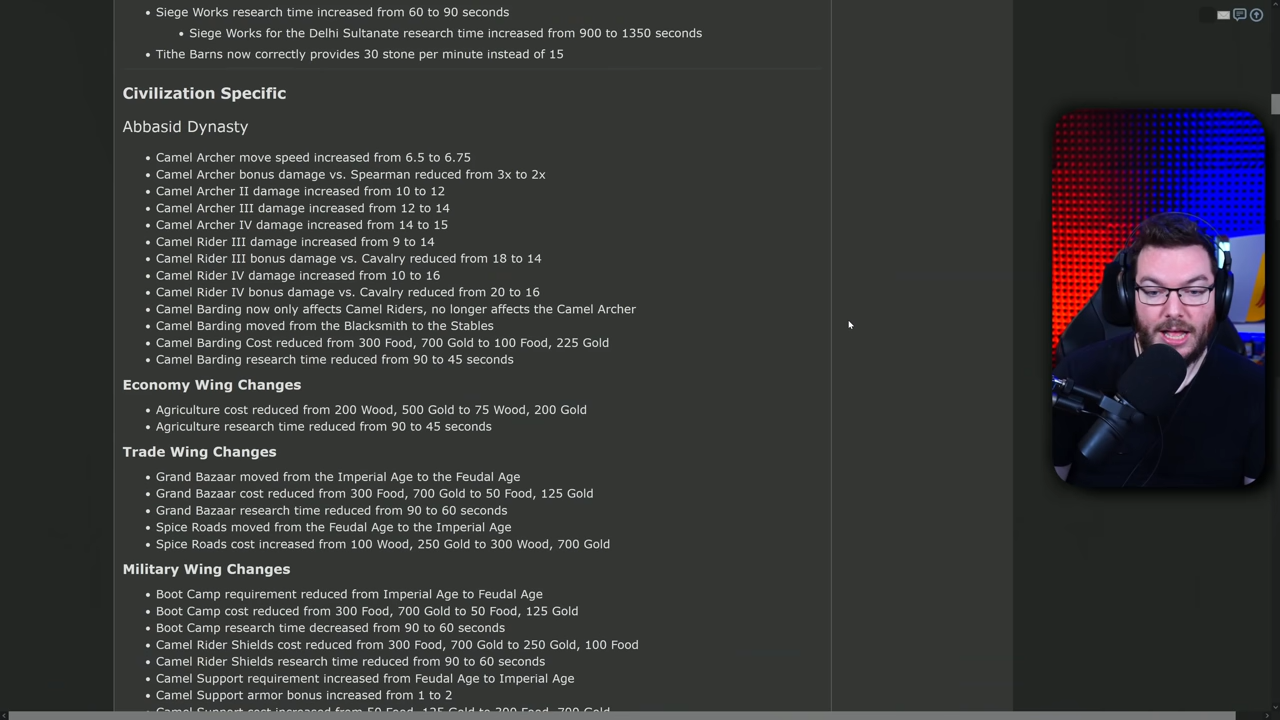 Siege Works research time increased from 60 to 90 seconds
Siege Works for the Delhi Sultanate research time increased from 900 to 1350 seconds
Tithe Barns now correctly provides 30 stone per minute instead of 15
Civilization Specific
Abbasid Dynasty
Camel Archer move speed increased from 6.5 to 6.75
Camel Archer bonus damage vs. Spearman reduced from 3x to 2x
Camel Archer II damage increased from 10 to 12
Camel Archer III damage increased from 12 to 14
Camel Archer IV damage increased from 14 to 15
Camel Rider III damage increased from 9 to 14
Camel Rider III bonus damage vs. Cavalry reduced from 18 to 14
Camel Rider IV damage increased from 10 to 16
Camel Rider IV bonus damage vs. Cavalry reduced from 20 to 16
Camel Barding now only affects Camel Riders, no longer affects the Camel Archer
Camel Barding moved from the Blacksmith to the Stables
Camel Barding Cost reduced from 300 Food, 700 Gold to 100 Food, 225 Gold
Camel Barding research time reduced from 90 to 45 seconds
Economy Wing Changes
Agriculture cost reduced from 200 Wood, 500 Gold to 75 Wood, 200 Gold
Agriculture research time reduced from 90 to 45 seconds
Trade Wing Changes
Grand Bazaar moved from the Imperial Age to the Feudal Age
Grand Bazaar cost reduced from 300 Food, 700 Gold to 50 Food, 125 Gold
Grand Bazaar research time reduced from 90 to 60 seconds
Spice Roads moved from the Feudal Age to the Imperial Age
Spice Roads cost increased from 100 Wood, 250 Gold to 300 Wood, 700 Gold
Military Wing Changes
Boot Camp requirement reduced from Imperial Age to Feudal Age
Boot Camp cost reduced from 300 Food, 700 Gold to 50 Food, 125 Gold
Boot Camp research time decreased from 90 to 60 seconds
Camel Rider Shields cost reduced from 300 Food, 700 Gold to 250 Gold, 100 Food
Camel Rider Shields research time reduced from 90 to 60 seconds
Camel Support requirement increased from Feudal Age to Imperial Age
Camel Support armor bonus increased from 1 to 2
Camel Support cost increased from 50 Food, 125 Gold to 300 Food, 700 Gold